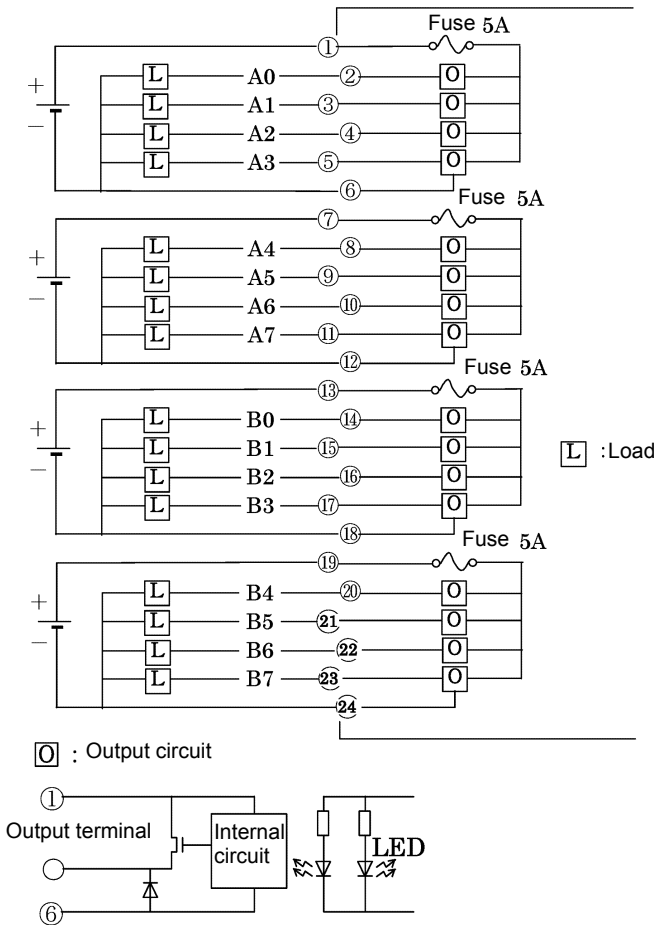 Fuse 5A
①
+ L A0 ② O
L A1 ③ O
− L A2 ④ O
L A3 ⑤ O
⑥
Fuse 5A
⑦
+ L A4 ⑧ O
L A5 ⑨ O
− L A6 ⑩ O
L A7 ⑪ O
⑫
Fuse 5A
⑬
+ L B0 ⑭ O
L B1 ⑮ O
− L B2 ⑯ O
L B3 ⑰ O
⑱
L :Load
Fuse 5A
⑲
+ L B4 ⑳ O
L B5 ㉑ O
− L B6 ㉒ O
L B7 ㉓ O
㉔
O : Output circuit
①
Output terminal
Internal
circuit
LED
⑥